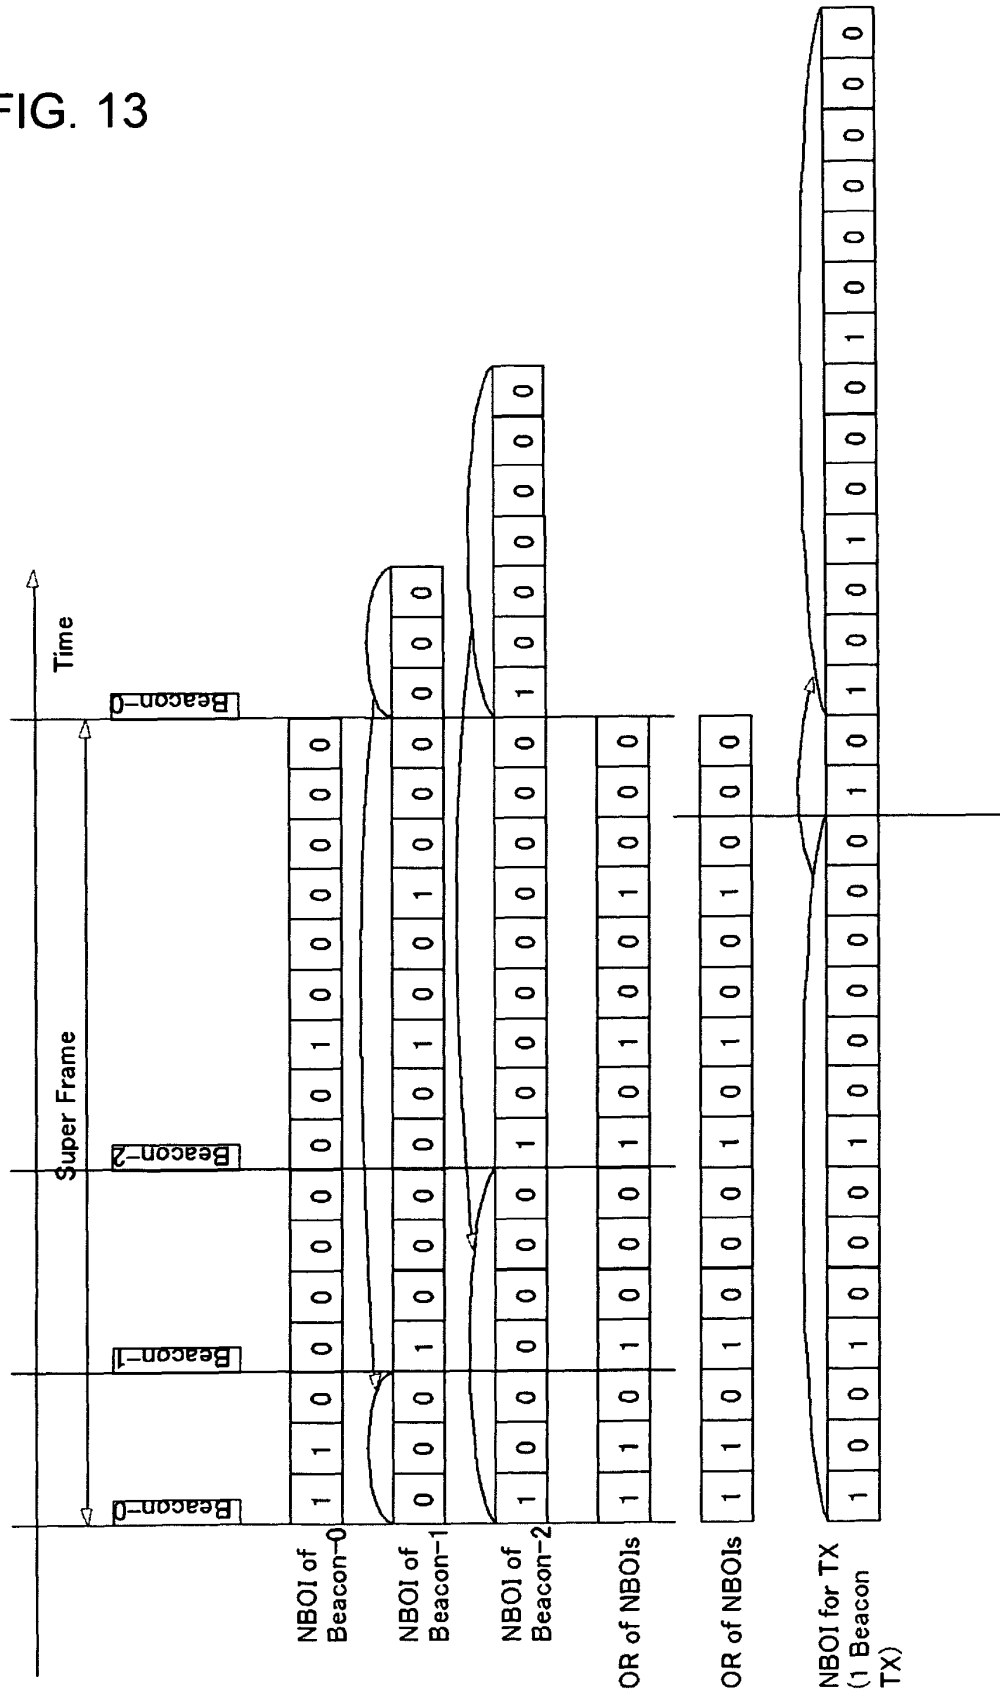 FIG. 13
Time
Super Frame
Beacon-0
Beacon-1
Beacon-2
Beacon-0
NBOI of
Beacon-0
1 1 0 0 0 0 0 0 0 1 0 0 0 0 0 0
NBOI of
Beacon-1
0 0 0 1 0 0 0 0 0 1 0 0 1 0 0 0 0 0 0
NBOI of
Beacon-2
1 0 0 0 0 0 0 1 0 0 0 0 0 0 0 0 1 0 0 0 0 0 0
OR of NBOIs
1 1 0 1 0 0 0 1 0 1 0 0 1 0 0 0
OR of NBOIs
1 1 0 1 0 0 0 1 0 1 0 0 1 0 0 0
NBOI for TX
(1 Beacon
TX)
1 0 0 1 0 0 0 1 0 0 0 0 0 0 1 0 1 0 0 1 0 0 0 1 0 0 0 0 0 0